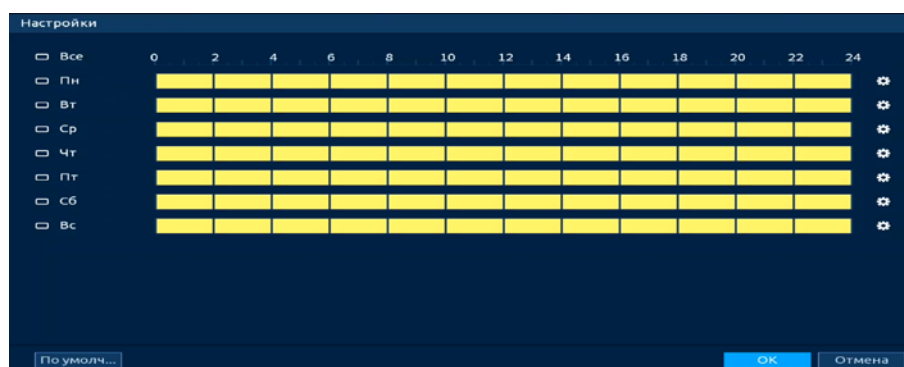 Настройки
Все 0 2 4 6 8 10 12 14 16 18 20 22 24
Пн
Вт
Ср
Чт
Пт
Сб
Вс
По умолч... OK Отмена